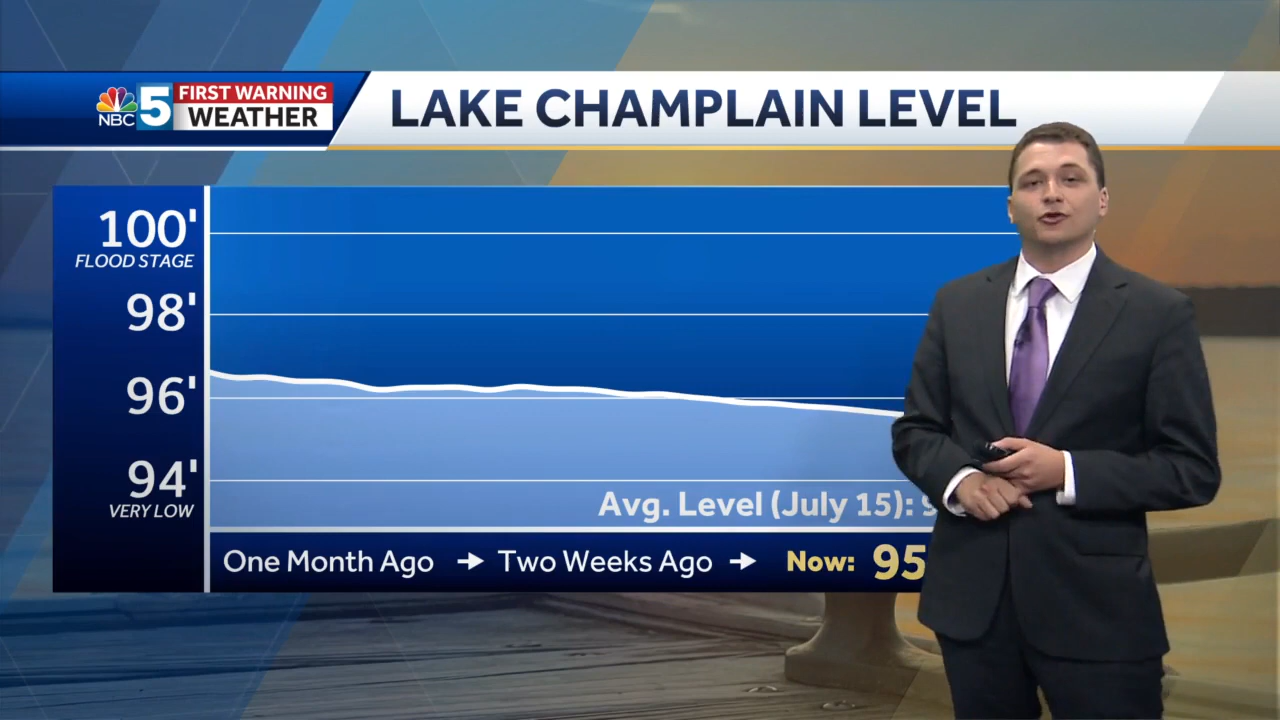 NBC 5 FIRST WARNING
WEATHER
LAKE CHAMPLAIN LEVEL
100'
FLOOD STAGE
98'
96'
94'
VERY LOW
Avg. Level (July 15): 9
One Month Ago → Two Weeks Ago → Now: 95